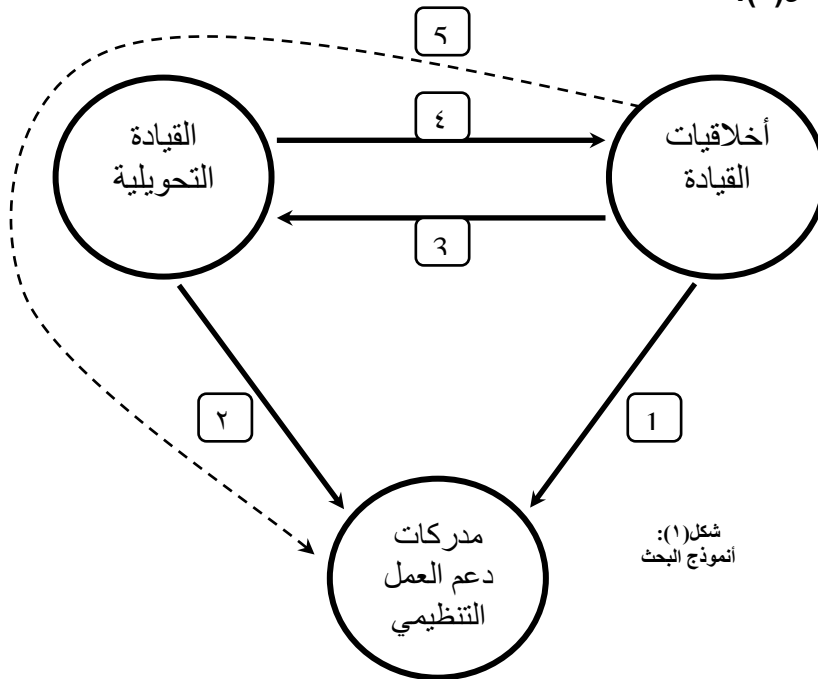 ٥
أخلاقيات
القيادة
القيادة
التحويلية
٤
٣
٢
1
مدركات
دعم العمل
التنظيمي
شكل(١):
أنموذج البحث